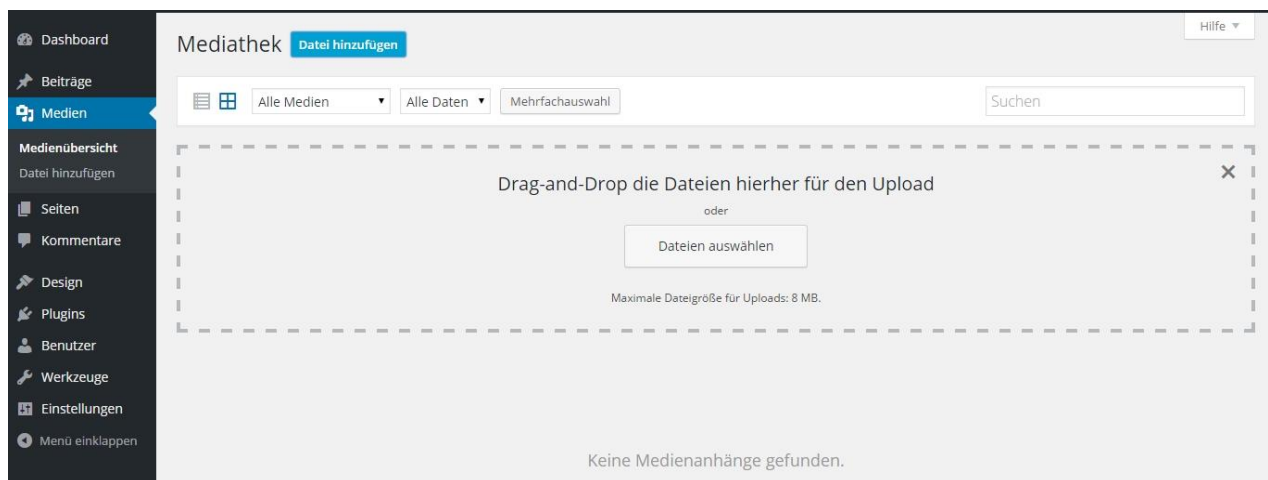 Dashboard
Beiträge
Medien
Medienübersicht
Datei hinzufügen
Seiten
Kommentare
Design
Plugins
Benutzer
Werkzeuge
Einstellungen
Menü einklappen
Hilfe
Mediathek Datei hinzufügen
Alle Medien Alle Daten Mehrfachauswahl Suchen
Drag-and-Drop die Dateien hierher für den Upload
oder
Dateien auswählen
Maximale Dateigröße für Uploads: 8 MB.
Keine Medienanhänge gefunden.